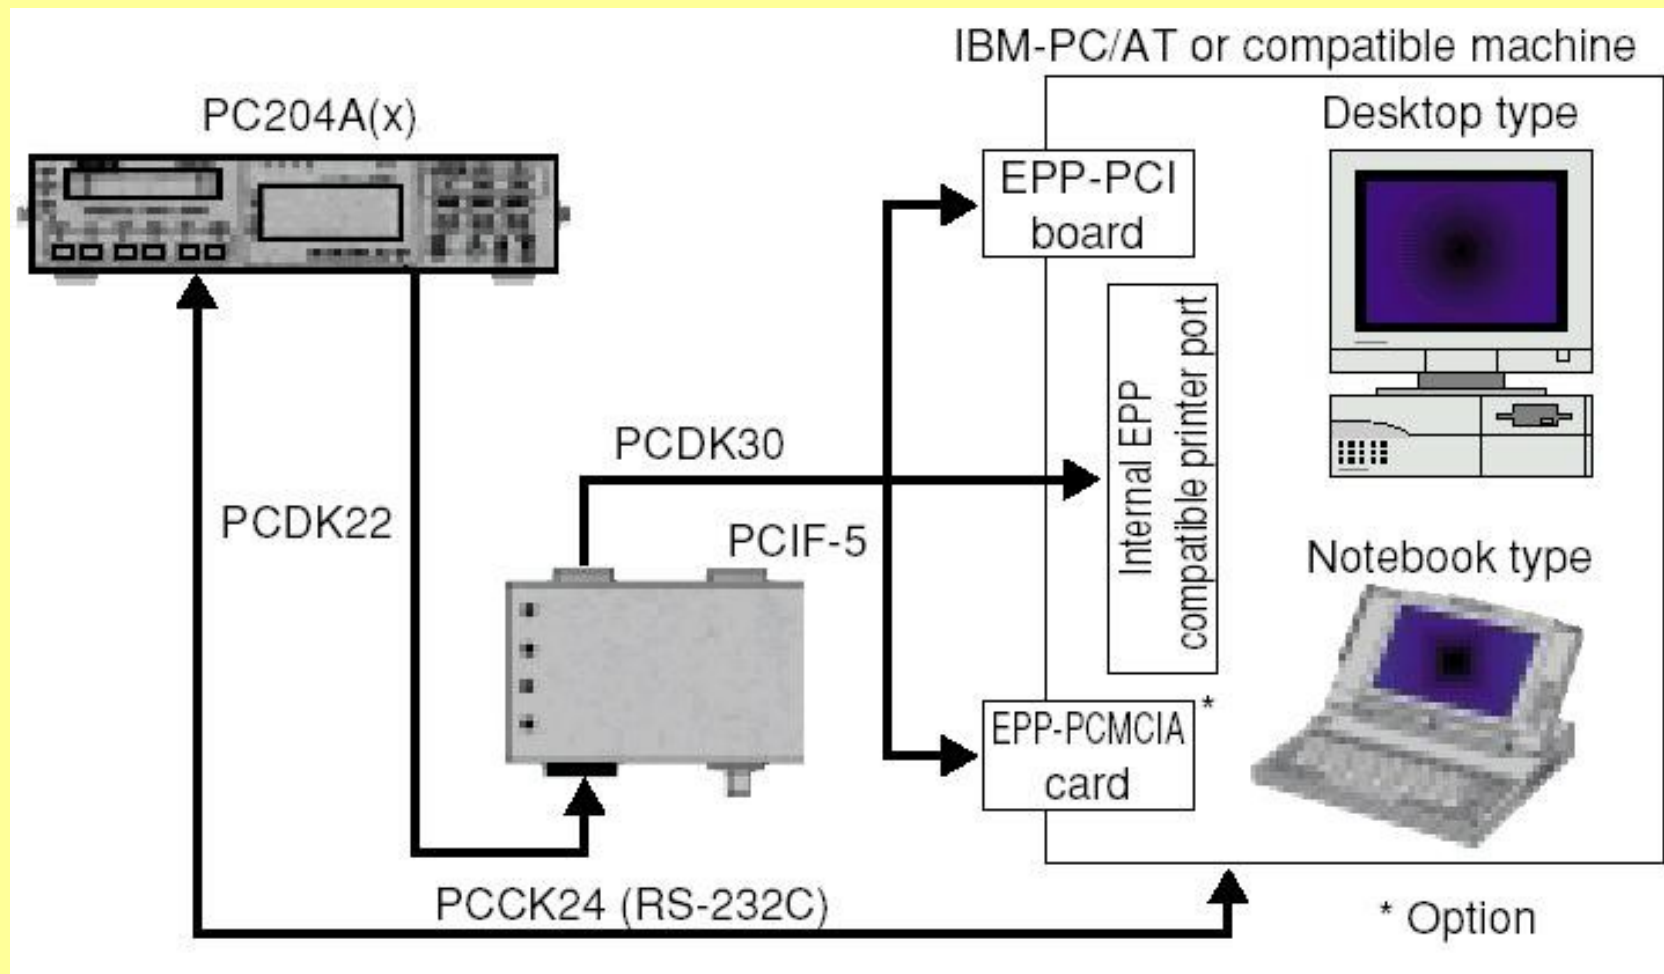 IBM-PC/AT or compatible machine
PC204A(x)
Desktop type
EPP-PCI
board
Internal EPP
compatible printer port
PCDK30
PCDK22
PCIF-5
Notebook type
EPP-PCMCIA *
card
PCCK24 (RS-232C)
* Option